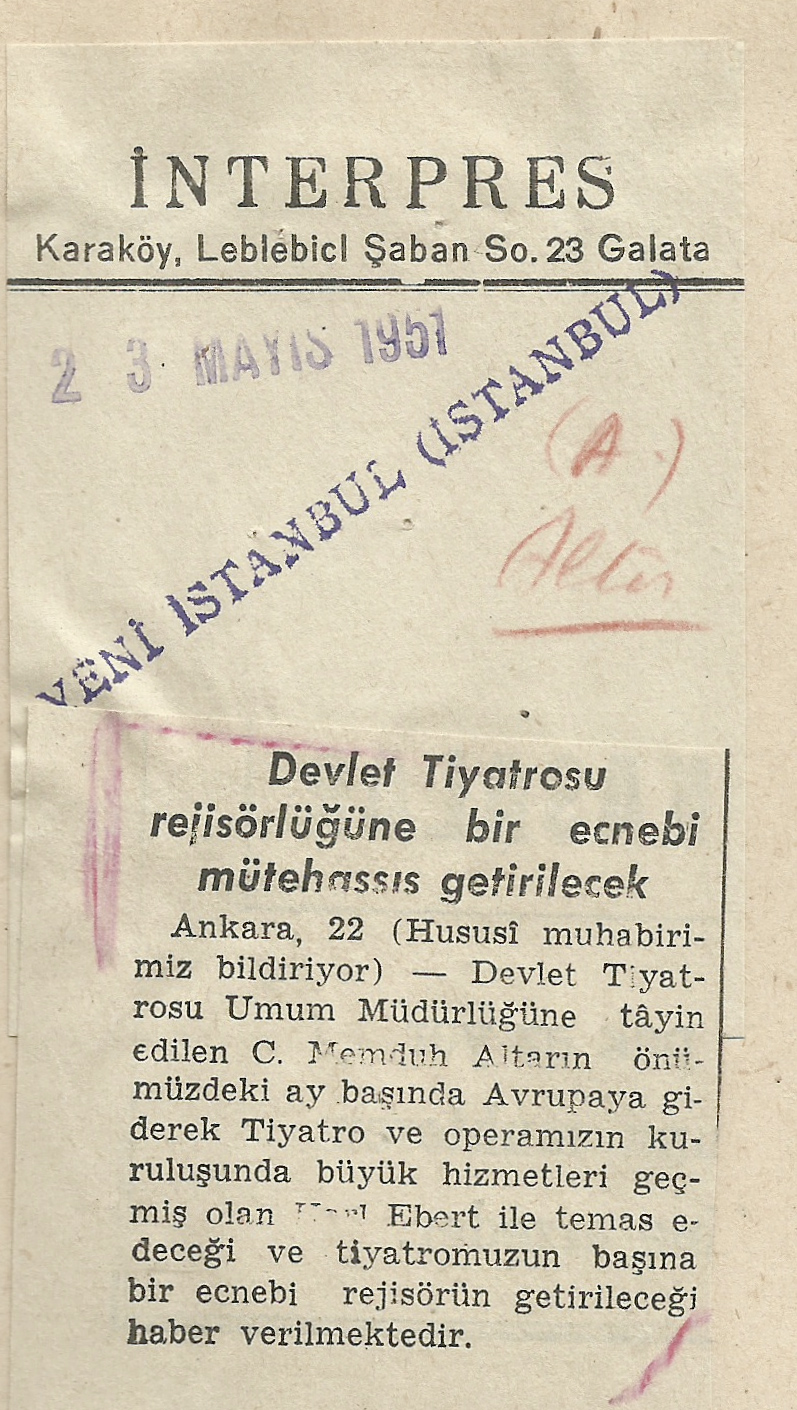 İNTERPRES
Karaköy, Leblebici Şaban So. 23 Galata
2 3 MAYIS 1951
YENİ İSTANBUL (İSTANBUL)
(A.)
Devlet Tiyatrosu
rejisörlüğüne bir ecnebi
mütehassıs getirilecek
Ankara, 22 (Hususî muhabiri-
miz bildiriyor) — Devlet Tiyat-
rosu Umum Müdürlüğüne tâyin
edilen C. Memduh Altarın önü-
müzdeki ay başında Avrupaya gi-
derek Tiyatro ve operamızın ku-
ruluşunda büyük hizmetleri geç-
miş olan Ebert ile temas e-
deceği ve tiyatromuzun başına
bir ecnebi rejisörün getirileceği
haber verilmektedir.